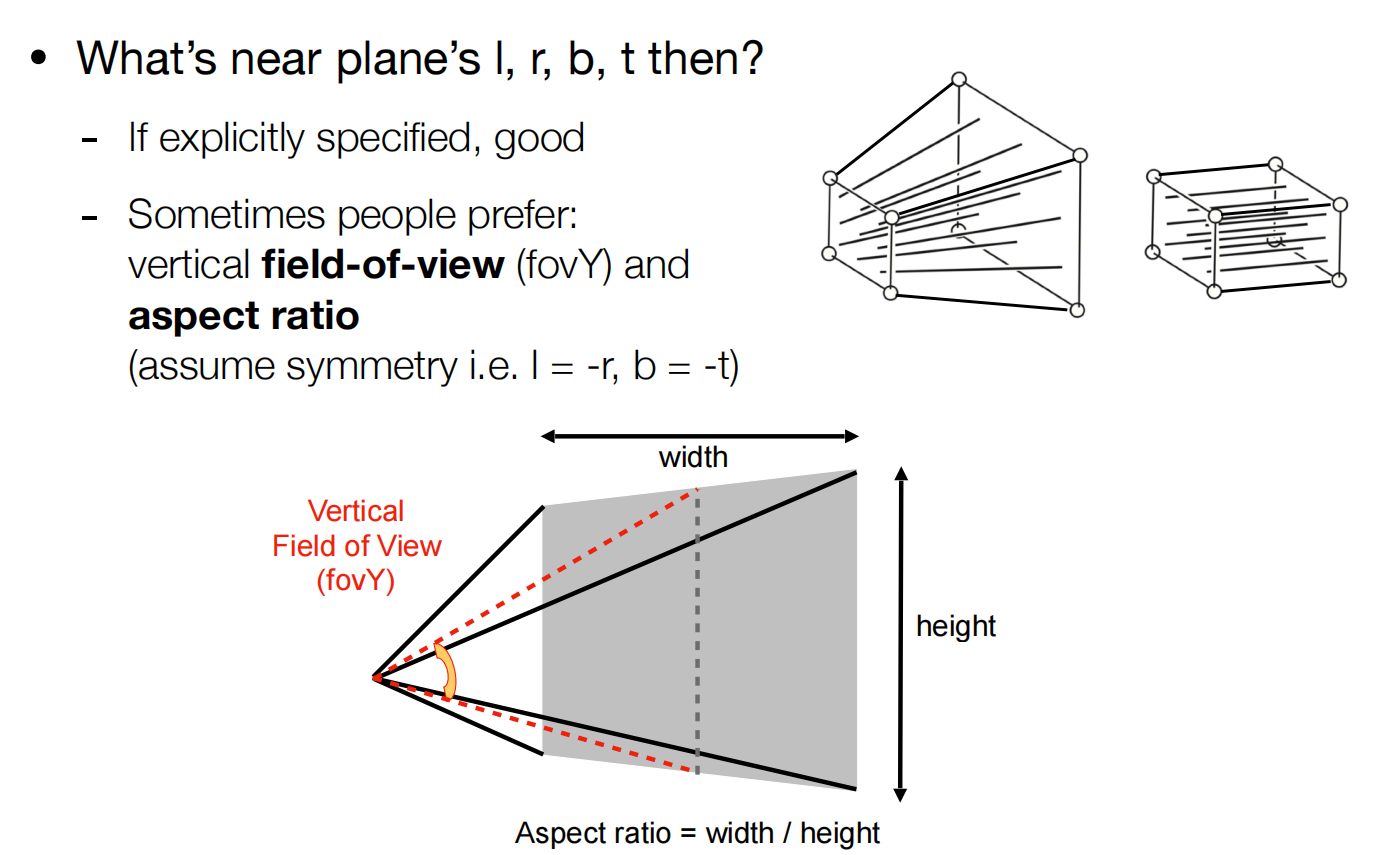 • What's near plane's l, r, b, t then?
- If explicitly specified, good
- Sometimes people prefer:
vertical field-of-view (fovY) and
aspect ratio
(assume symmetry i.e. l = -r, b = -t)
width
Vertical
Field of View
(fovY)
height
Aspect ratio = width / height